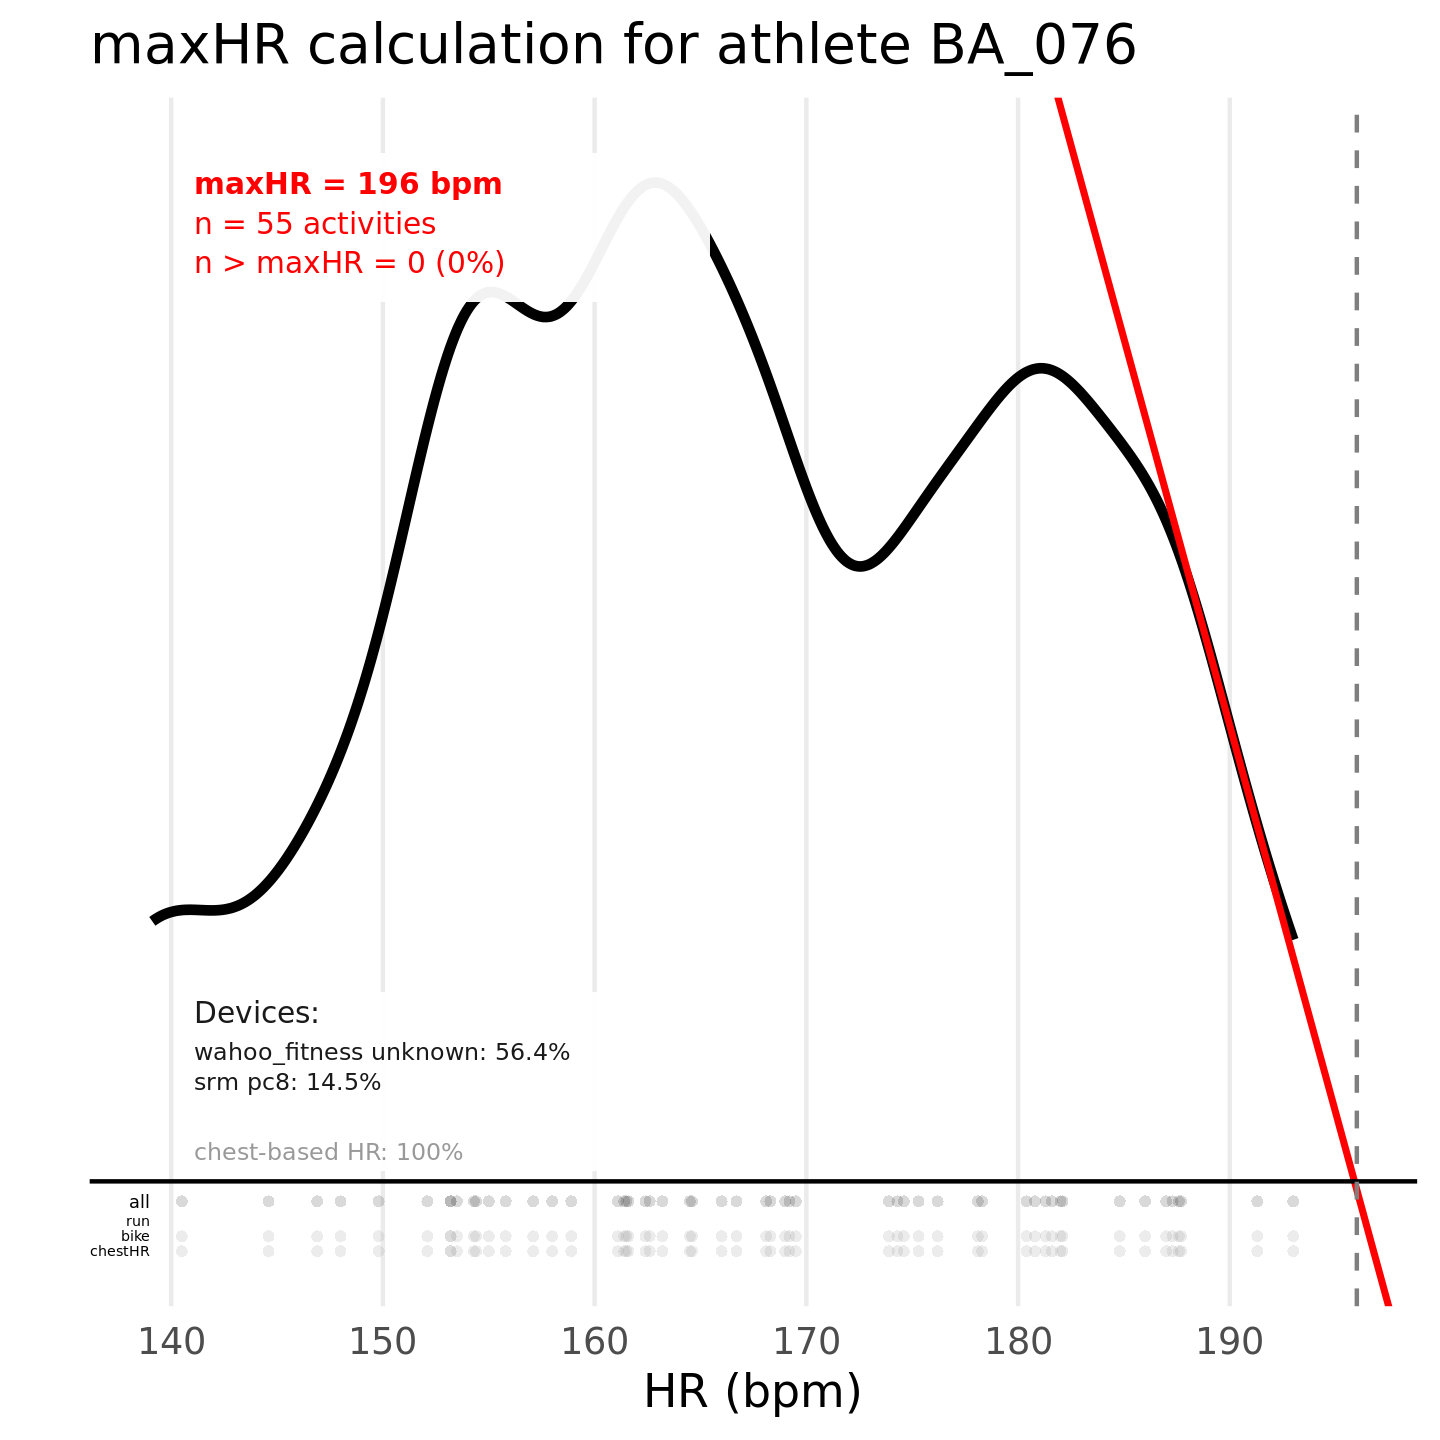 maxHR calculation for athlete BA_076
maxHR = 196 bpm
n = 55 activities
n > maxHR = 0 (0%)
Devices:
wahoo_fitness unknown: 56.4%
srm pc8: 14.5%
chest-based HR: 100%
all
run
bike
chestHR
140 150 160 170 180 190
HR (bpm)